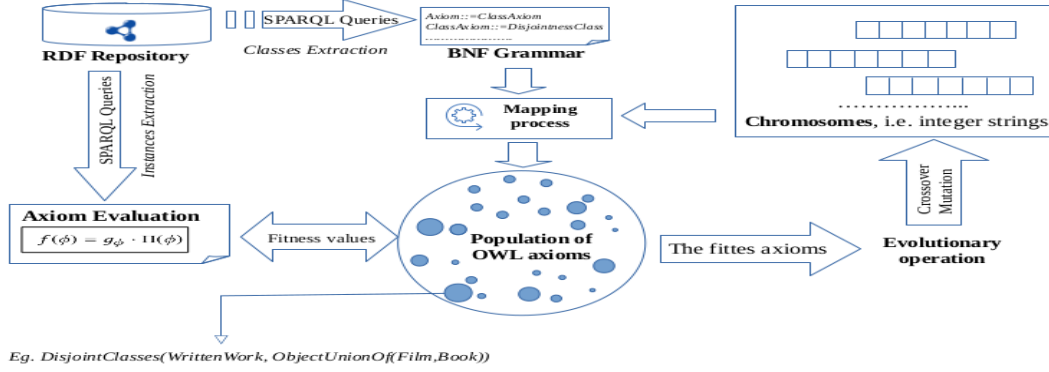 SPARQL Queries
Classes Extraction
RDF Repository
Axiom::=ClassAxiom
ClassAxiom::=DisjointnessClass
.........................
BNF Grammar
Mapping
process
...................
Chromosomes, i.e. integer strings
SPARQL Queries
Instances Extraction
Axiom Evaluation
f(ϕ) = gϕ · Π(ϕ)
Fitness values
Population of
OWL axioms
The fittes axioms
Crossover
Mutation
Evolutionary
operation
Eg. DisjointClasses(WrittenWork, ObjectUnionOf(Film,Book))